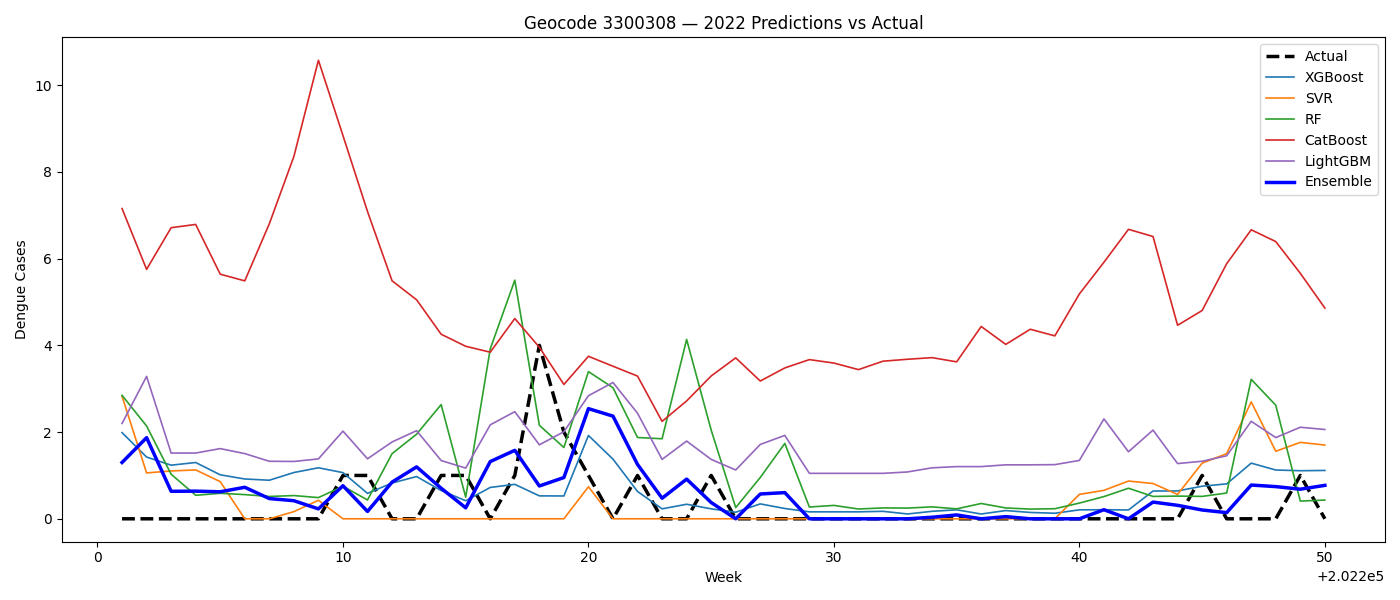 Geocode 3300308 — 2022 Predictions vs Actual
Dengue Cases
10
8
6
4
2
0
Actual
XGBoost
SVR
RF
CatBoost
LightGBM
Ensemble
0 10 20 30 40 50
Week
+2.022e5